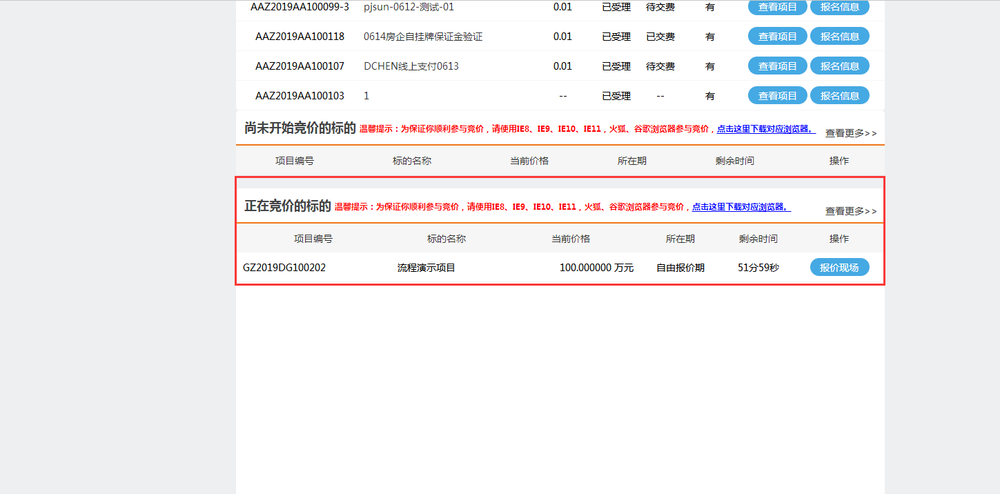 AAZ2019AA100099-3 pjsun-0612-测试-01 0.01 已受理 待交费 有 查看项目 报名信息
AAZ2019AA100118 0614房企自挂牌保证金验证 0.01 已受理 已交费 有 查看项目 报名信息
AAZ2019AA100107 DCHEN线上支付0613 0.01 已受理 待交费 有 查看项目 报名信息
AAZ2019AA100103 1 -- 已受理 -- 有 查看项目 报名信息
尚未开始竞价的标的 温馨提示：为保证你顺利参与竞价，请使用IE8、IE9、IE10、IE11，火狐、谷歌浏览器参与竞价，点击这里下载对应浏览器。 查看更多>>
项目编号 标的名称 当前价格 所在期 剩余时间 操作
正在竞价的标的 温馨提示：为保证你顺利参与竞价，请使用IE8、IE9、IE10、IE11，火狐、谷歌浏览器参与竞价，点击这里下载对应浏览器。 查看更多>>
项目编号 标的名称 当前价格 所在期 剩余时间 操作
GZ2019DG100202 流程演示项目 100.000000 万元 自由报价期 51分59秒 报价现场